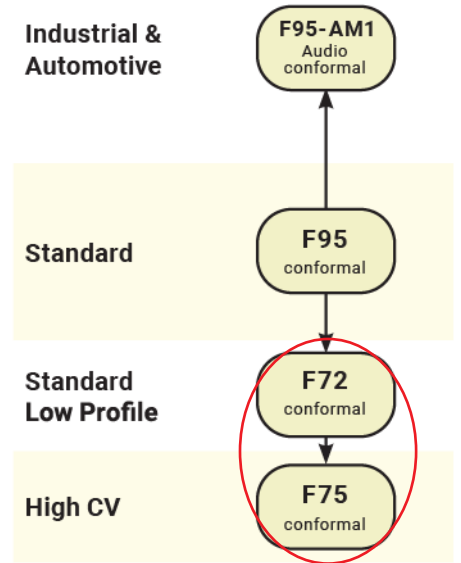 Industrial &
Automotive
F95-AM1
Audio
conformal
Standard
F95
conformal
Standard
Low Profile
F72
conformal
High CV
F75
conformal